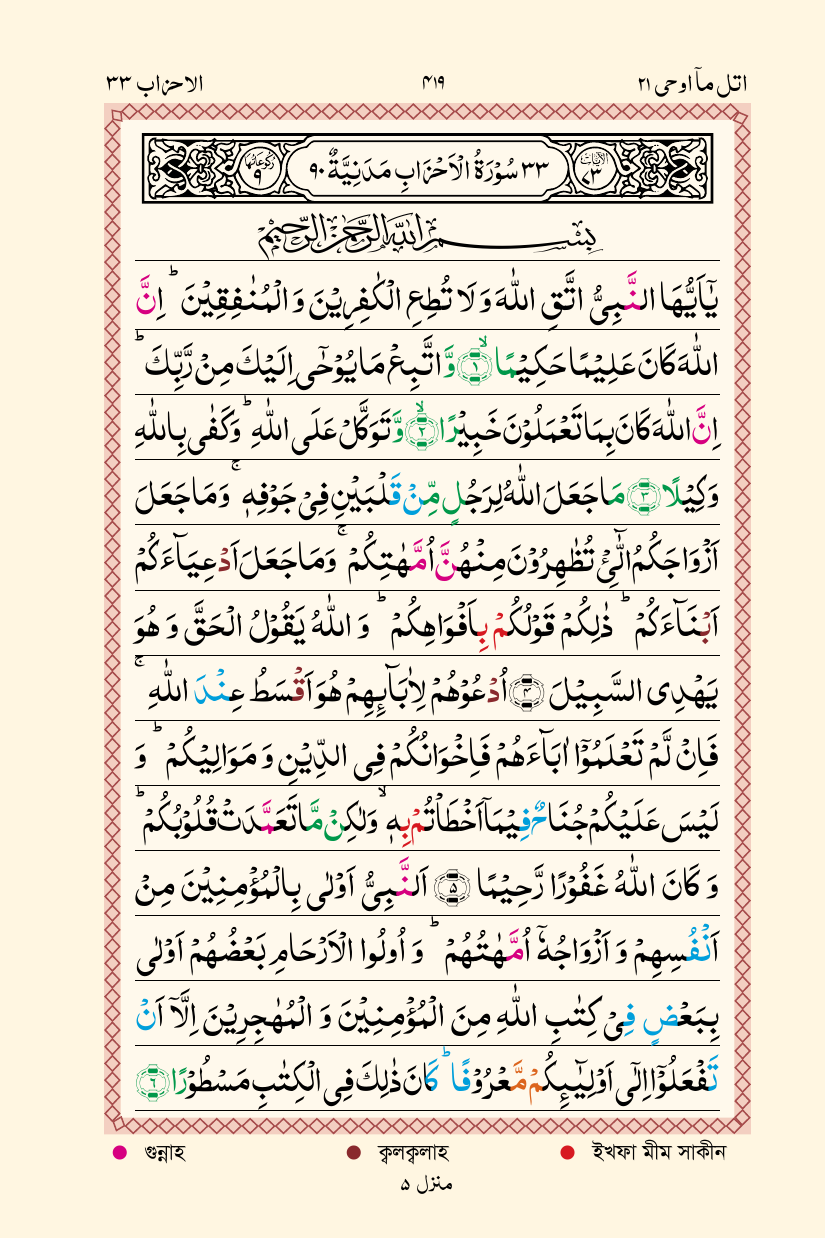 اتل مآ اوحی ۲۱ ۴۱۹ الاحزاب ۳۳
اٰیاتها ۷۳ ۳۳ سُوْرَةُ الْاَحْزَابِ مَدَنِيَّةٌ ۹۰ رکوعاتها ۹
بِسْمِ اللّٰهِ الرَّحْمٰنِ الرَّحِيْمِ
يٰۤاَيُّهَا النَّبِىُّ اتَّقِ اللّٰهَ وَ لَا تُطِعِ الْكٰفِرِيْنَ وَ الْمُنٰفِقِيْنَ ؕ اِنَّ
اللّٰهَ كَانَ عَلِيْمًا حَكِيْمًا ۙ‏﴿۱﴾ وَّ اتَّبِعْ مَا يُوْحٰٓى اِلَيْكَ مِنْ رَّبِّكَ ؕ
اِنَّ اللّٰهَ كَانَ بِمَا تَعْمَلُوْنَ خَبِيْرًا ۙ‏﴿۲﴾ وَّ تَوَكَّلْ عَلَى اللّٰهِ ؕ وَ كَفٰى بِاللّٰهِ
وَكِيْلًا ﴿۳﴾ مَا جَعَلَ اللّٰهُ لِرَجُلٍ مِّنْ قَلْبَيْنِ فِىْ جَوْفِهٖ ۚ وَ مَا جَعَلَ
اَزْوَاجَكُمُ الّٰٓئِْ تُظٰهِرُوْنَ مِنْهُنَّ اُمَّهٰتِكُمْ ۚ وَ مَا جَعَلَ اَدْعِيَآءَكُمْ
اَبْنَآءَكُمْ ؕ ذٰلِكُمْ قَوْلُكُمْ بِاَفْوَاهِكُمْ ؕ وَ اللّٰهُ يَقُوْلُ الْحَقَّ وَ هُوَ
يَهْدِى السَّبِيْلَ ﴿۴﴾ اُدْعُوْهُمْ لِاٰبَآئِهِمْ هُوَ اَقْسَطُ عِنْدَ اللّٰهِ ۚ
فَاِنْ لَّمْ تَعْلَمُوْۤا اٰبَآءَهُمْ فَاِخْوَانُكُمْ فِى الدِّيْنِ وَ مَوَالِيْكُمْ ؕ وَ
لَيْسَ عَلَيْكُمْ جُنَاحٌ فِيْمَاۤ اَخْطَاْتُمْ بِهٖ ۙ وَ لٰكِنْ مَّا تَعَمَّدَتْ قُلُوْبُكُمْ ؕ
وَ كَانَ اللّٰهُ غَفُوْرًا رَّحِيْمًا ﴿۵﴾ اَلنَّبِىُّ اَوْلٰى بِالْمُؤْمِنِيْنَ مِنْ
اَنْفُسِهِمْ وَ اَزْوَاجُهٗۤ اُمَّهٰتُهُمْ ؕ وَ اُولُوا الْاَرْحَامِ بَعْضُهُمْ اَوْلٰى
بِبَعْضٍ فِىْ كِتٰبِ اللّٰهِ مِنَ الْمُؤْمِنِيْنَ وَ الْمُهٰجِرِيْنَ اِلَّاۤ اَنْ
تَفْعَلُوْۤا اِلٰٓى اَوْلِيٰٓئِكُمْ مَّعْرُوْفًا ؕ كَانَ ذٰلِكَ فِى الْكِتٰبِ مَسْطُوْرًا ﴿۶﴾
গুন্নাহ ক্বলক্বলাহ ইখফা মীম সাকীন
منزل ۵